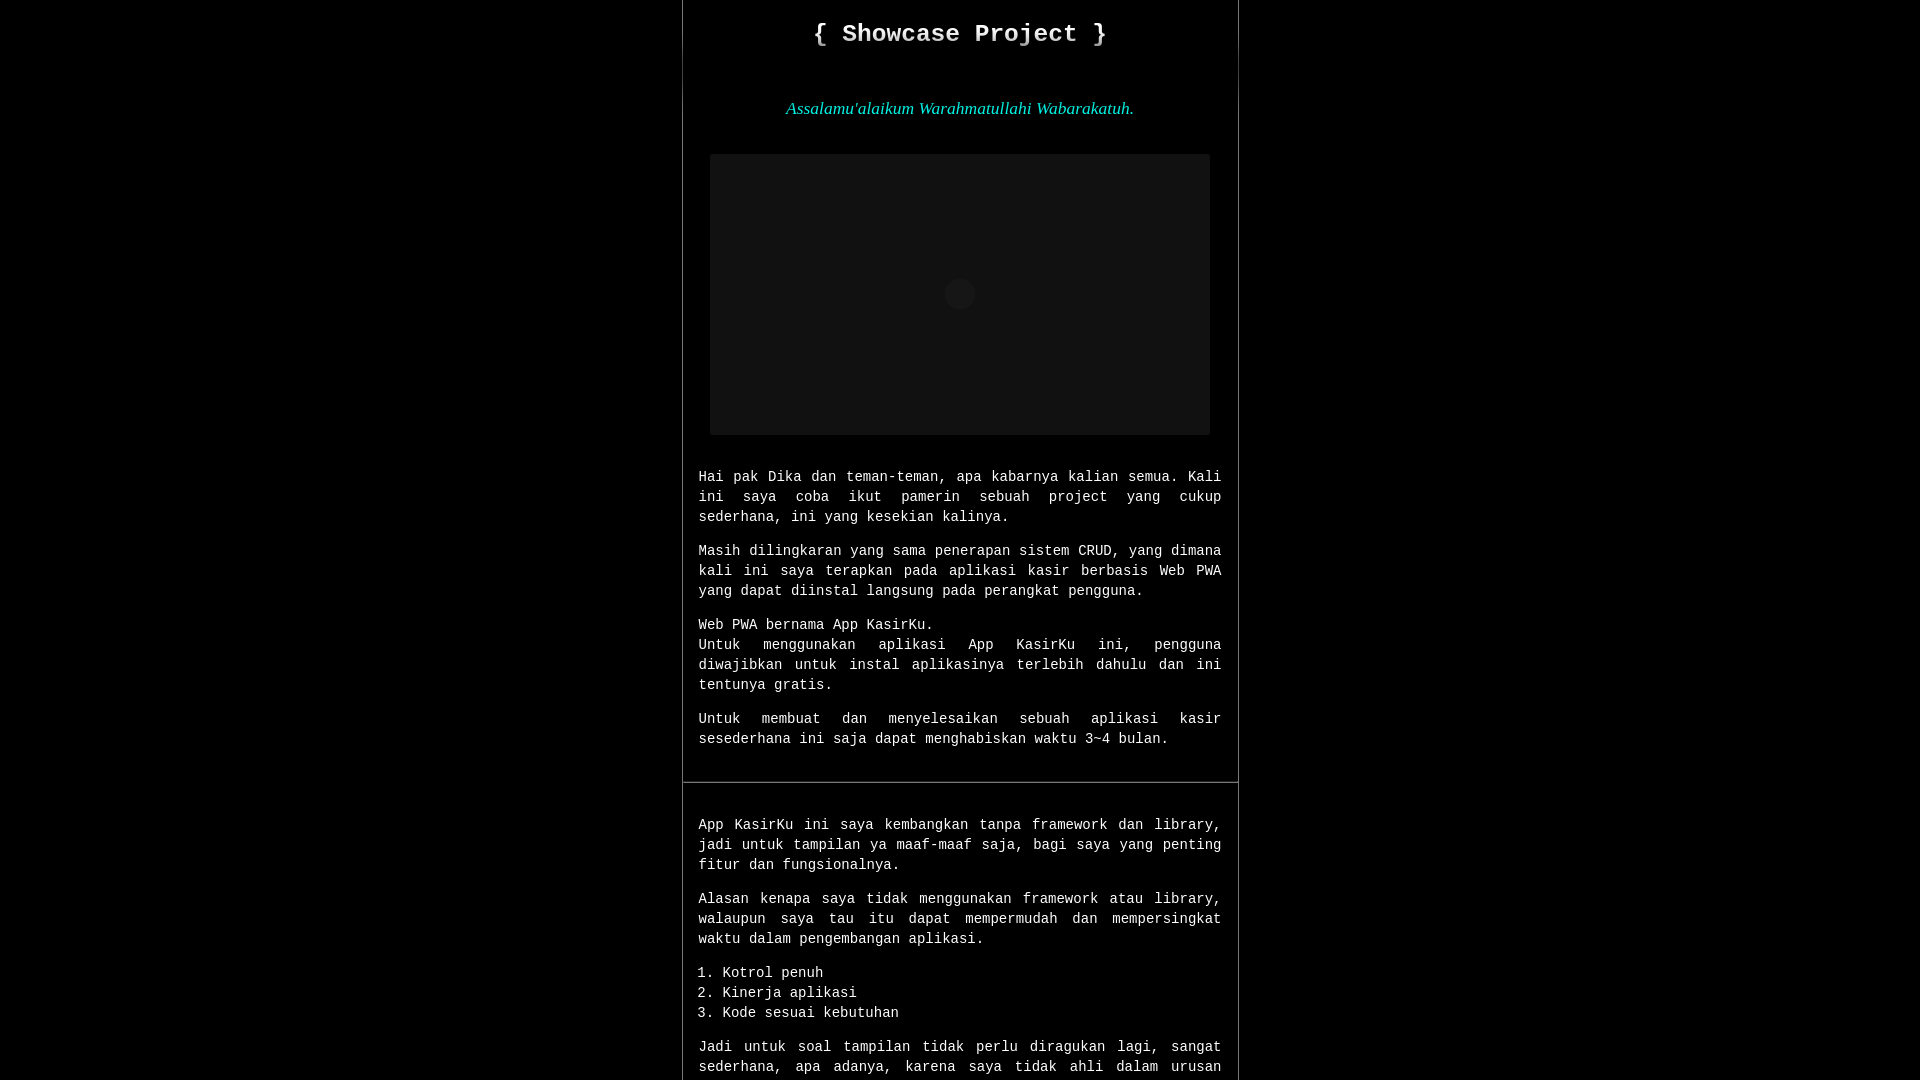 { Showcase Project }
Assalamu'alaikum Warahmatullahi Wabarakatuh.
Hai pak Dika dan teman-teman, apa kabarnya kalian semua. Kali
ini saya coba ikut pamerin sebuah project yang cukup
sederhana, ini yang kesekian kalinya.
Masih dilingkaran yang sama penerapan sistem CRUD, yang dimana
kali ini saya terapkan pada aplikasi kasir berbasis Web PWA
yang dapat diinstal langsung pada perangkat pengguna.
Web PWA bernama App KasirKu.
Untuk menggunakan aplikasi App KasirKu ini, pengguna
diwajibkan untuk instal aplikasinya terlebih dahulu dan ini
tentunya gratis.
Untuk membuat dan menyelesaikan sebuah aplikasi kasir
sesederhana ini saja dapat menghabiskan waktu 3~4 bulan.
App KasirKu ini saya kembangkan tanpa framework dan library,
jadi untuk tampilan ya maaf-maaf saja, bagi saya yang penting
fitur dan fungsionalnya.
Alasan kenapa saya tidak menggunakan framework atau library,
walaupun saya tau itu dapat mempermudah dan mempersingkat
waktu dalam pengembangan aplikasi.
1. Kotrol penuh
2. Kinerja aplikasi
3. Kode sesuai kebutuhan
Jadi untuk soal tampilan tidak perlu diragukan lagi, sangat
sederhana, apa adanya, karena saya tidak ahli dalam urusan